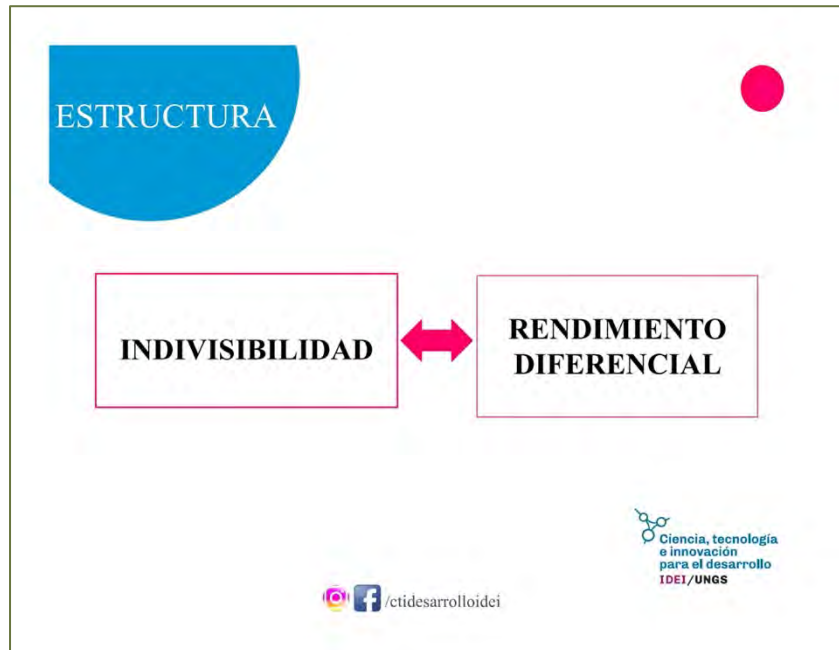 ESTRUCTURA
INDIVISIBILIDAD
RENDIMIENTO
DIFERENCIAL
Ciencia, tecnología
e innovación
para el desarrollo
IDEI/UNGS
/ctidesarrolloidei